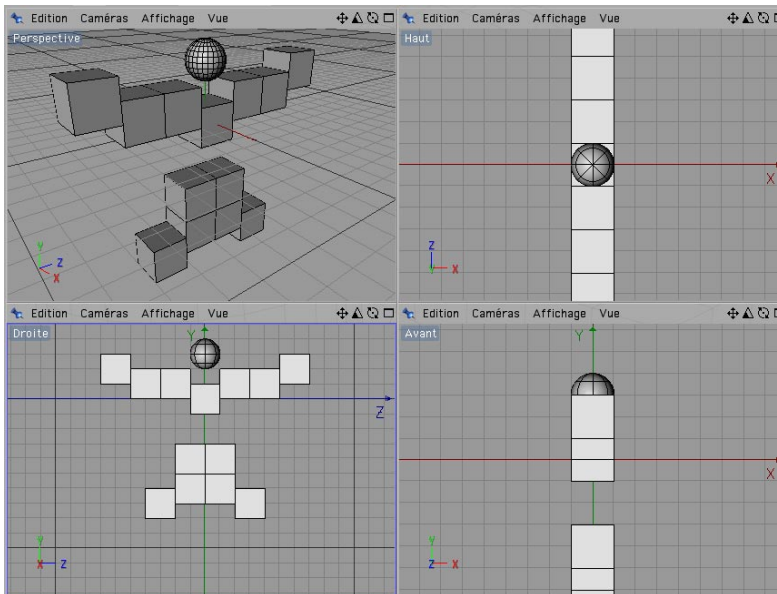 Edition Caméras Affichage Vue
Perspective
Y
Z
X
Edition Caméras Affichage Vue
Haut
X
Z
Y
X
Edition Caméras Affichage Vue
Droite
Y
Z
Y
X
Z
Edition Caméras Affichage Vue
Avant
Y
X
Y
Z
X